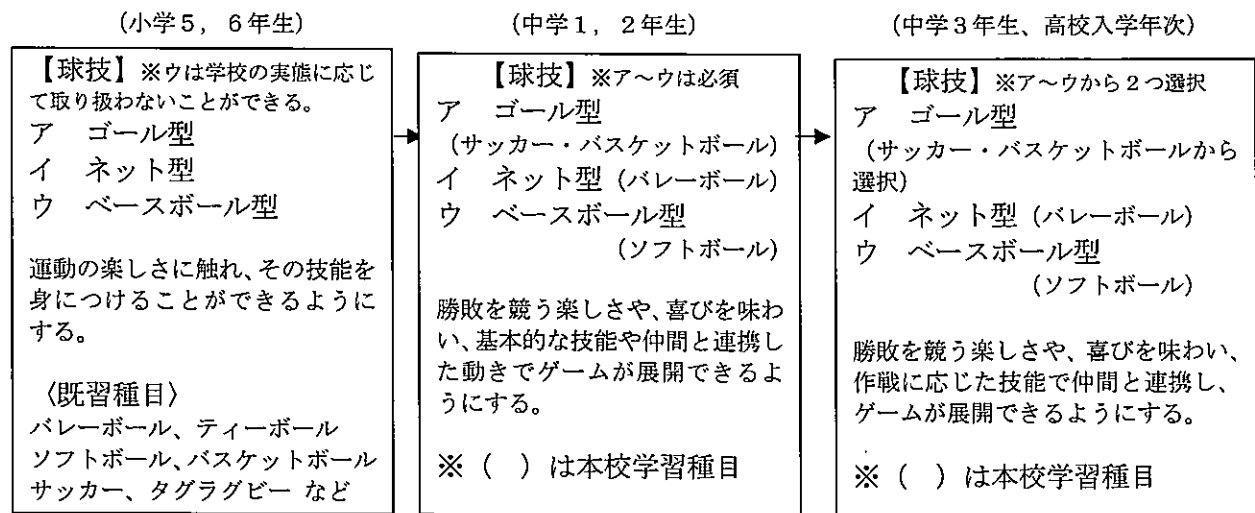 （小学５，６年生）
【球技】※ウは学校の実態に応じ
て取り扱わないことができる。
ア　ゴール型
イ　ネット型
ウ　ベースボール型
運動の楽しさに触れ、その技能を
身につけることができるように
する。
〈既習種目〉
バレーボール、ティーボール
ソフトボール、バスケットボール
サッカー、タグラグビー など
（中学１，２年生）
【球技】※ア～ウは必須
ア　ゴール型
（サッカー・バスケットボール）
イ　ネット型（バレーボール）
ウ　ベースボール型
（ソフトボール）
勝敗を競う楽しさや、喜びを味わ
い、基本的な技能や仲間と連携し
た動きでゲームが展開できるよ
うにする。
※（　）は本校学習種目
（中学３年生、高校入学年次）
【球技】※ア～ウから２つ選択
ア　ゴール型
（サッカー・バスケットボールから
選択）
イ　ネット型（バレーボール）
ウ　ベースボール型
（ソフトボール）
勝敗を競う楽しさや、喜びを味わい、
作戦に応じた技能で仲間と連携し、
ゲームが展開できるようにする。
※（　）は本校学習種目